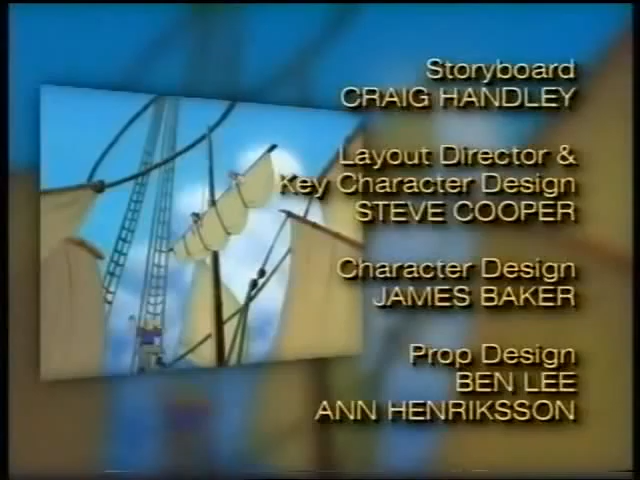 Storyboard
CRAIG HANDLEY
Layout Director &
Key Character Design
STEVE COOPER
Character Design
JAMES BAKER
Prop Design
BEN LEE
ANN HENRIKSSON